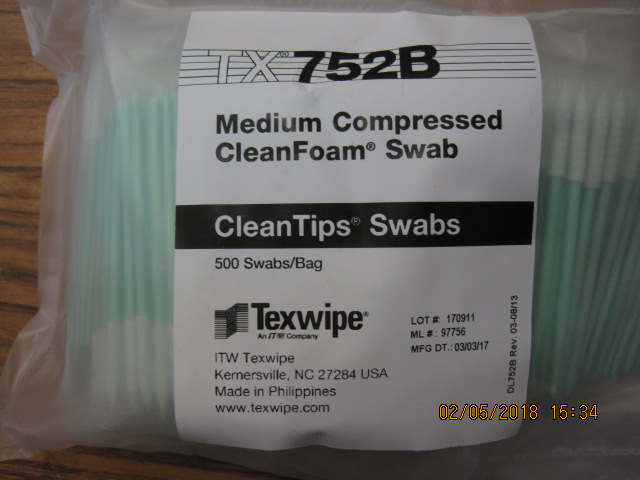 TX® 752B
Medium Compressed
CleanFoam® Swab
CleanTips® Swabs
500 Swabs/Bag
Texwipe®
An ITW Company
LOT #: 170911
ML #: 97756
MFG DT.: 03/03/17
ITW Texwipe
Kernersville, NC 27284 USA
Made in Philippines
www.texwipe.com
DL752B Rev. 03-08/13
02/05/2018 15:34